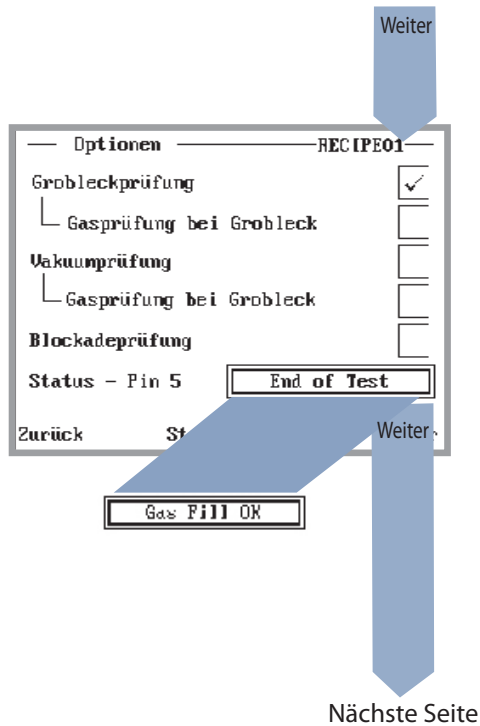 Weiter
Optionen RECIPE01
Grobleckprüfung ✓
Gasprüfung bei Grobleck
Vakuumprüfung
Gasprüfung bei Grobleck
Blockadeprüfung
Status - Pin 5 End of Test
Zurück St Weiter
Gas Fill OK
Nächste Seite